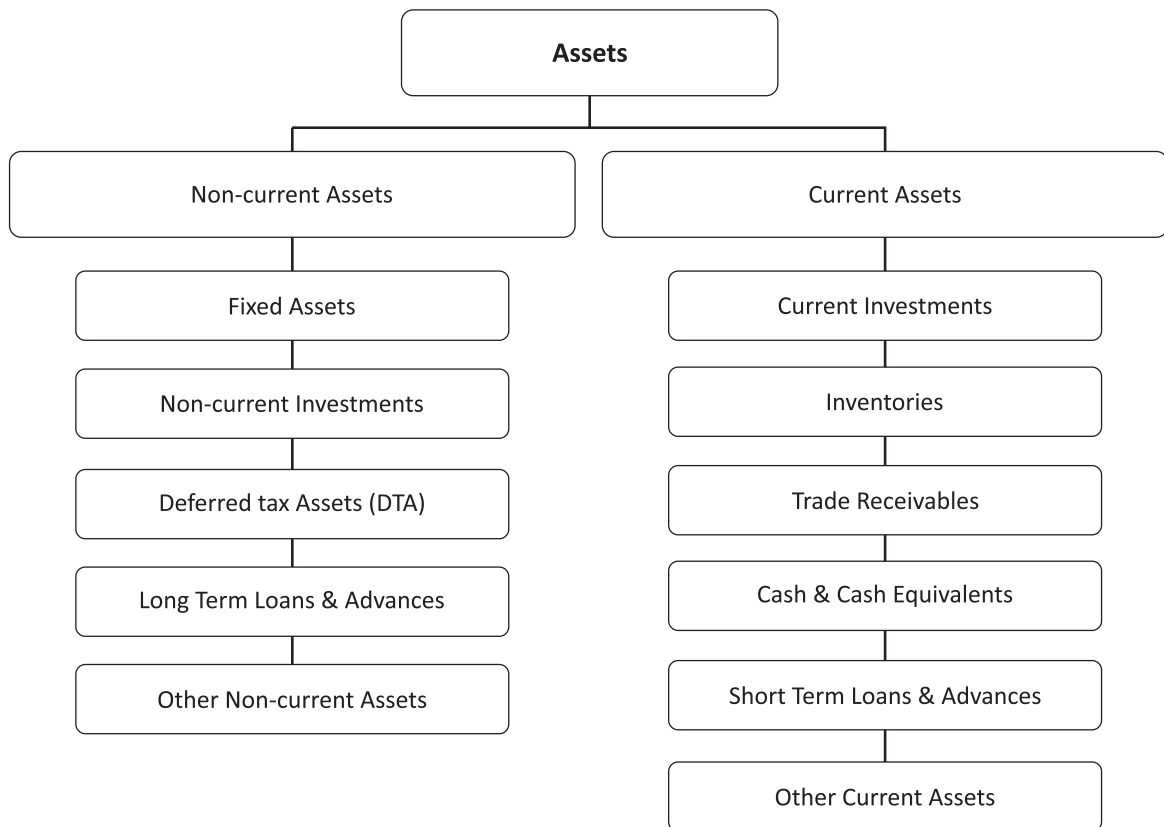 Assets
Non-current Assets
Fixed Assets
Non-current Investments
Deferred tax Assets (DTA)
Long Term Loans & Advances
Other Non-current Assets
Current Assets
Current Investments
Inventories
Trade Receivables
Cash & Cash Equivalents
Short Term Loans & Advances
Other Current Assets